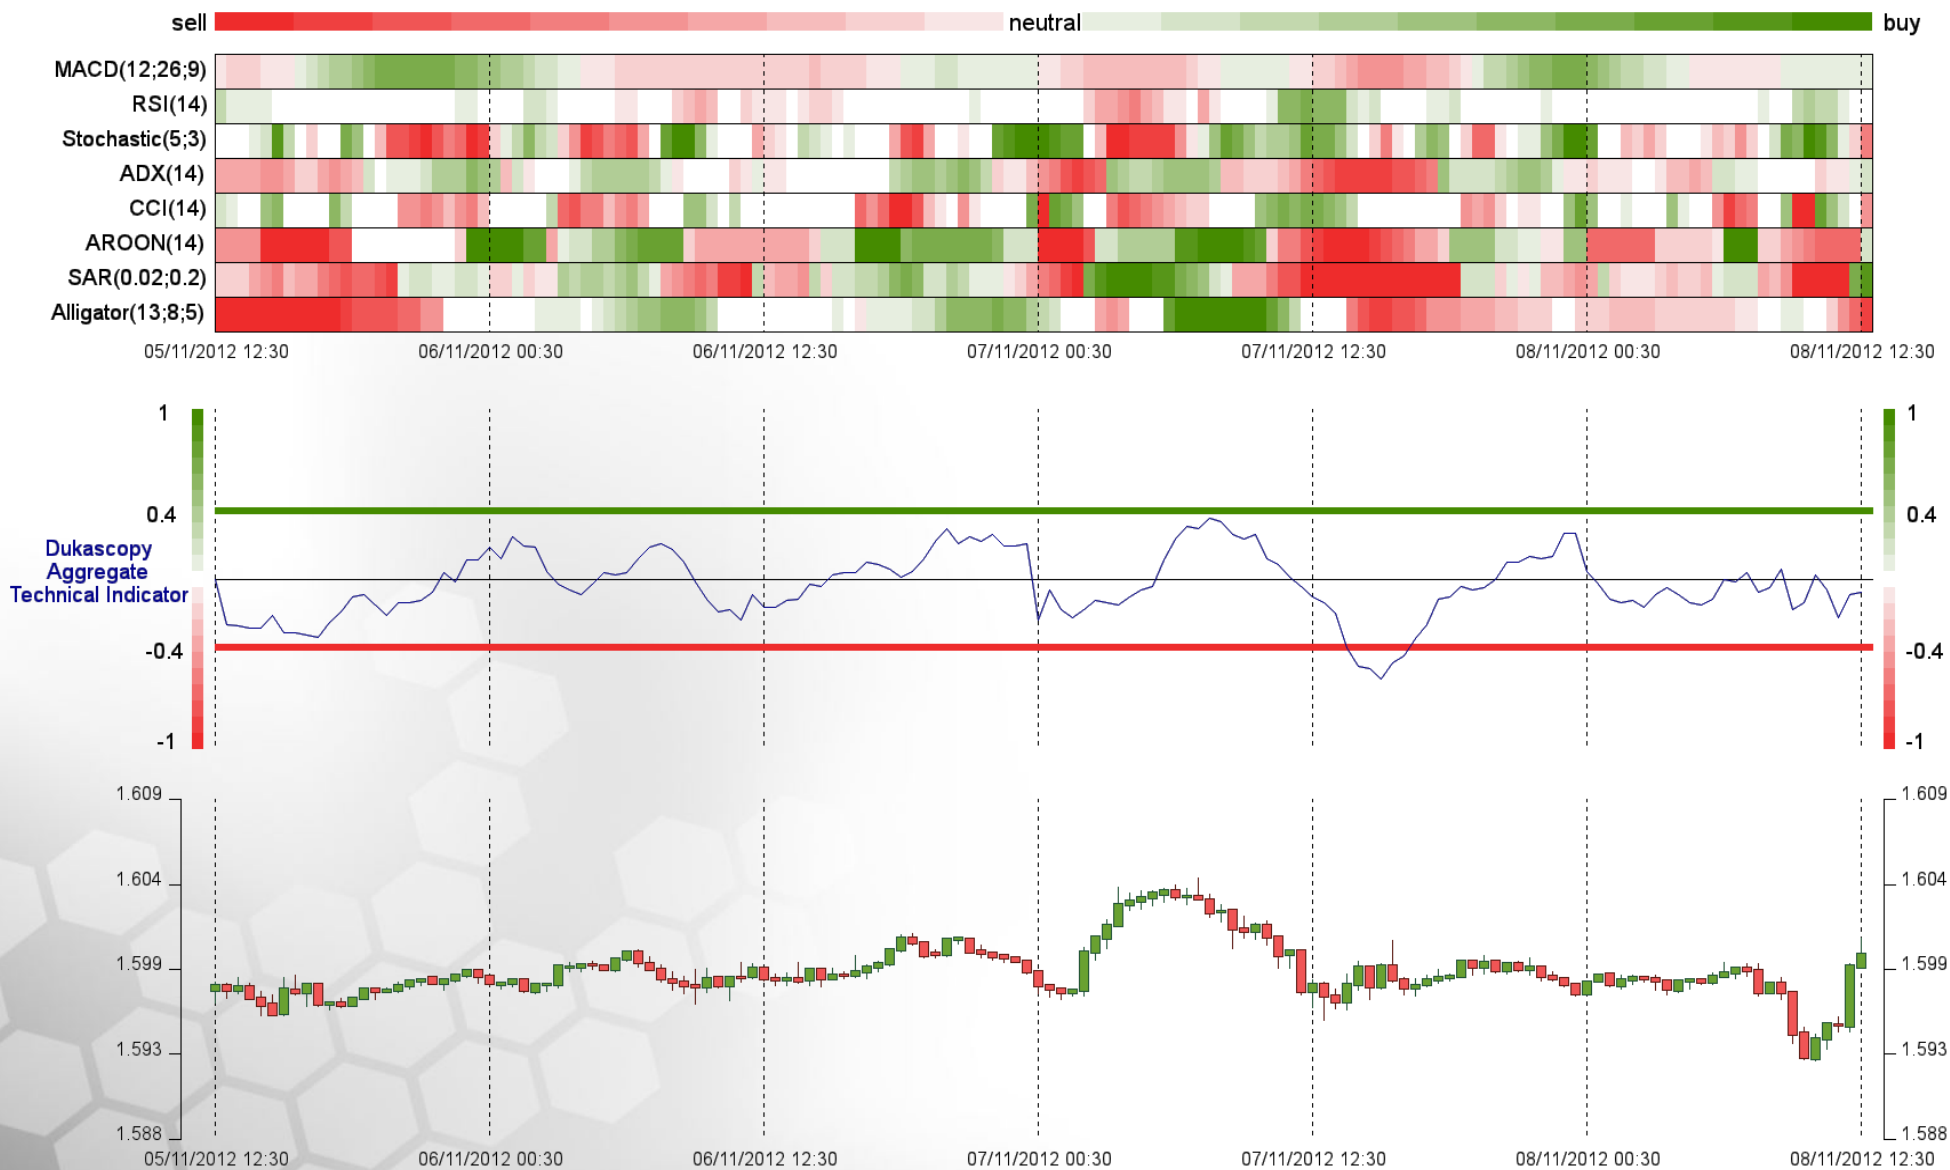 sell neutral buy
MACD(12;26;9)
RSI(14)
Stochastic(5;3)
ADX(14)
CCI(14)
AROON(14)
SAR(0.02;0.2)
Alligator(13;8;5)
05/11/2012 12:30 06/11/2012 00:30 06/11/2012 12:30 07/11/2012 00:30 07/11/2012 12:30 08/11/2012 00:30 08/11/2012 12:30
1 1
0.4 0.4
Dukascopy
Aggregate
Technical Indicator
-0.4 -0.4
-1 -1
1.609 1.609
1.604 1.604
1.599 1.599
1.593 1.593
1.588 1.588
05/11/2012 12:30 06/11/2012 00:30 06/11/2012 12:30 07/11/2012 00:30 07/11/2012 12:30 08/11/2012 00:30 08/11/2012 12:30